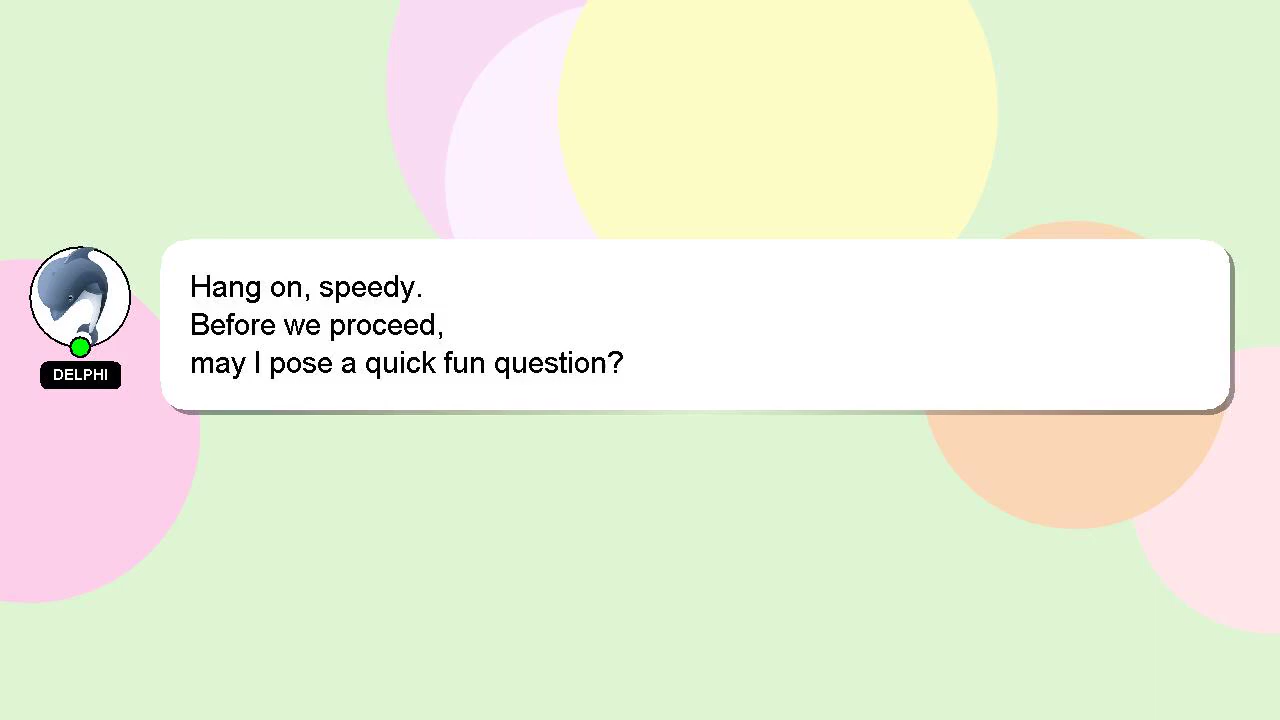 Hang on, speedy.
Before we proceed,
may I pose a quick fun question?
DELPHI